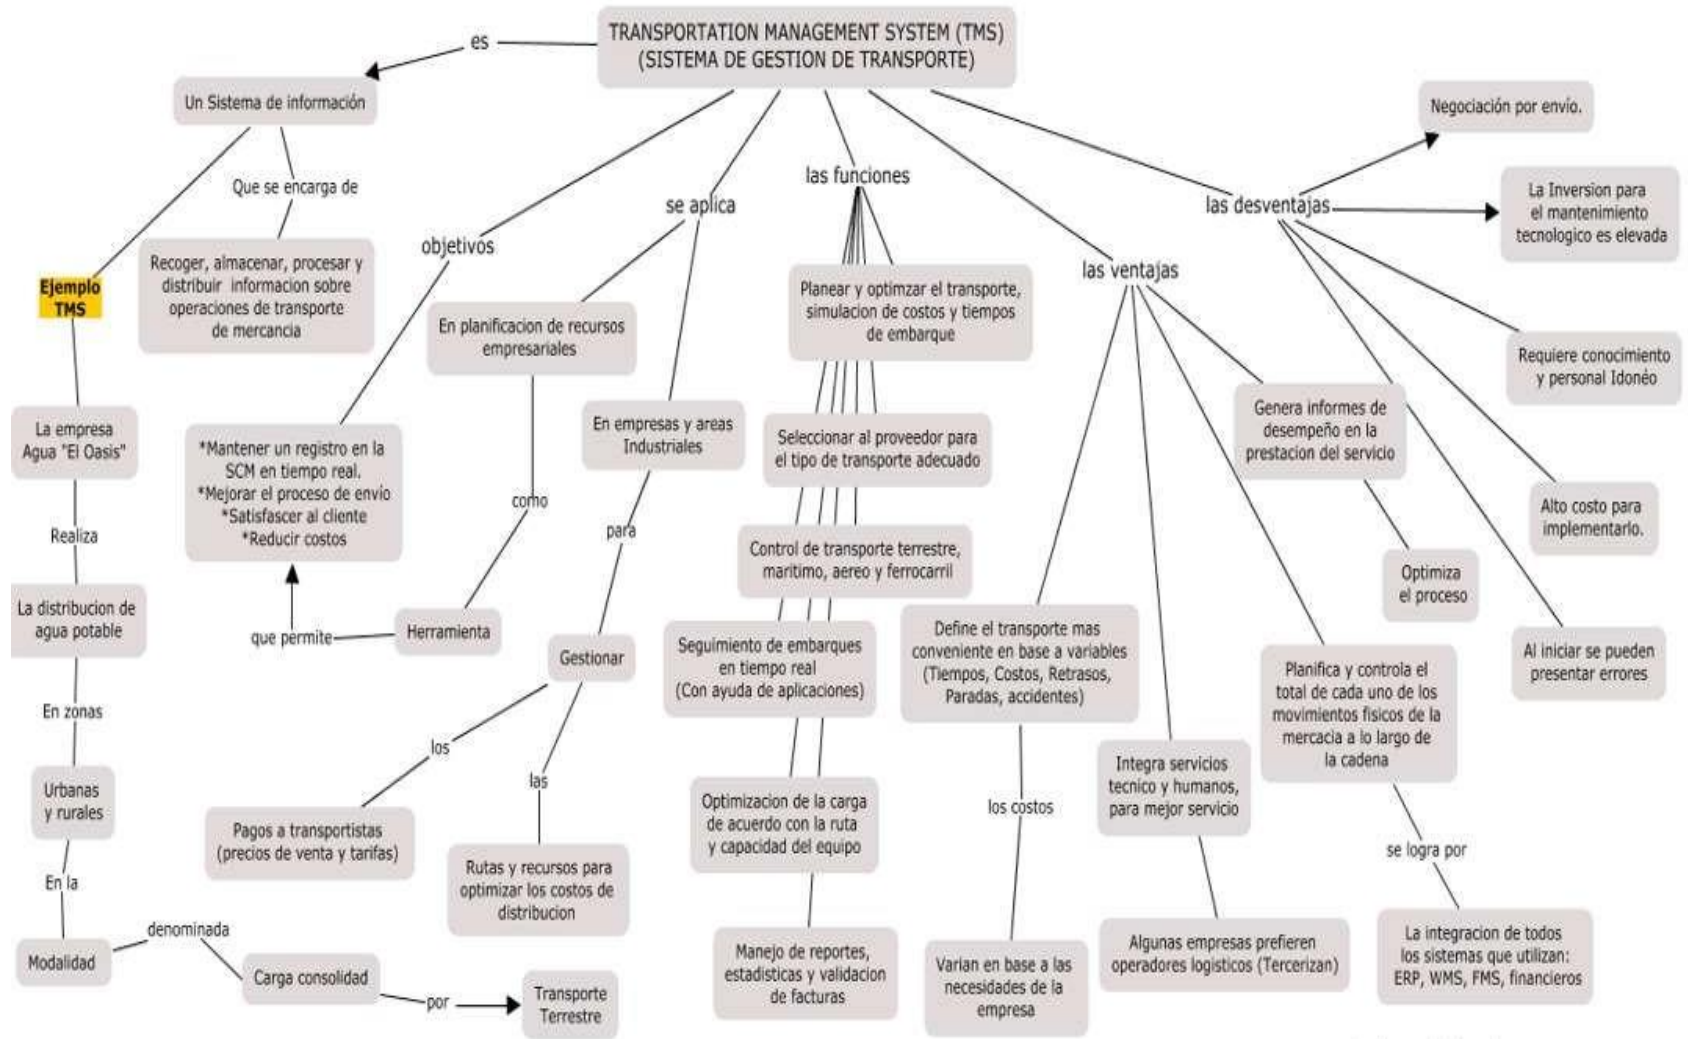 TRANSPORTATION MANAGEMENT SYSTEM (TMS)
(SISTEMA DE GESTION DE TRANSPORTE)
es
Un Sistema de información
Que se encarga de
Recoger, almacenar, procesar y
distribuir informacion sobre
operaciones de transporte
de mercancia
Ejemplo
TMS
La empresa
Agua "El Oasis"
Realiza
La distribucion de
agua potable
En zonas
Urbanas
y rurales
En la
Modalidad
denominada
Carga consolidad
por
Transporte
Terrestre
objetivos
*Mantener un registro en la
SCM en tiempo real.
*Mejorar el proceso de envío
*Satisfascer al cliente
*Reducir costos
se aplica
En planificacion de recursos
empresariales
como
Herramienta
que permite
En empresas y areas
Industriales
para
Gestionar
los
Pagos a transportistas
(precios de venta y tarifas)
las
Rutas y recursos para
optimizar los costos de
distribucion
las funciones
Planear y optimzar el transporte,
simulacion de costos y tiempos
de embarque
Seleccionar al proveedor para
el tipo de transporte adecuado
Control de transporte terrestre,
maritimo, aereo y ferrocarril
Seguimiento de embarques
en tiempo real
(Con ayuda de aplicaciones)
Optimizacion de la carga
de acuerdo con la ruta
y capacidad del equipo
Manejo de reportes,
estadisticas y validacion
de facturas
las ventajas
Define el transporte mas
conveniente en base a variables
(Tiempos, Costos, Retrasos,
Paradas, accidentes)
los costos
Varian en base a las
necesidades de la
empresa
Integra servicios
tecnico y humanos,
para mejor servicio
Algunas empresas prefieren
operadores logisticos (Tercerizan)
Planifica y controla el
total de cada uno de los
movimientos fisicos de la
mercacia a lo largo de
la cadena
se logra por
La integracion de todos
los sistemas que utilizan:
ERP, WMS, FMS, financieros
Genera informes de
desempeño en la
prestacion del servicio
Optimiza
el proceso
las desventajas
Negociación por envío.
La Inversion para
el mantenimiento
tecnologico es elevada
Requiere conocimiento
y personal Idonéo
Alto costo para
implementarlo.
Al iniciar se pueden
presentar errores